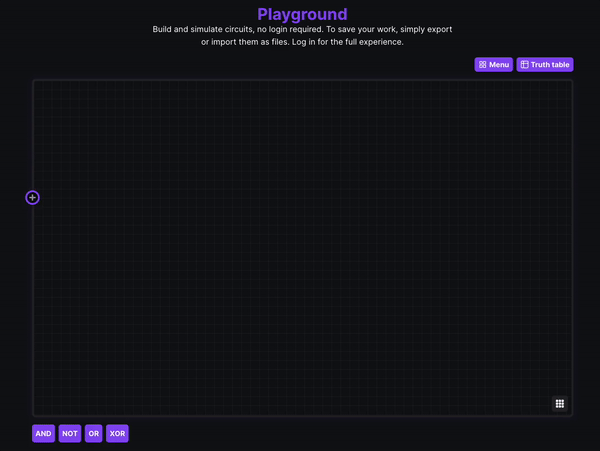 Playground
Build and simulate circuits, no login required. To save your work, simply export
or import them as files. Log in for the full experience.
Menu
Truth table
AND
NOT
OR
XOR